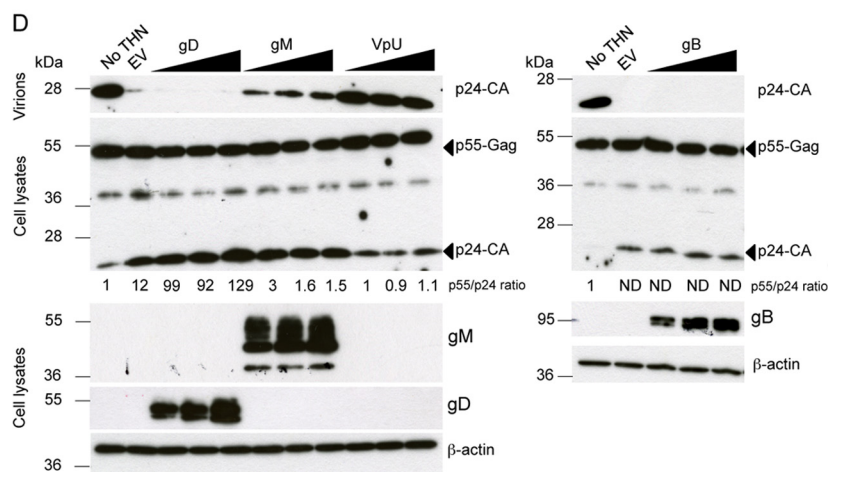 D
kDa
No THN
EV
gD
gM
VpU
Virions
28
p24-CA
Cell lysates
55
p55-Gag
36
28
p24-CA
1 12 99 92 129 3 1.6 1.5 1 0.9 1.1 p55/p24 ratio
Cell lysates
55
gM
36
55
gD
β-actin
36
kDa
No THN
EV
gB
28
p24-CA
55
p55-Gag
36
28
p24-CA
1 ND ND ND ND p55/p24 ratio
95
gB
β-actin
36